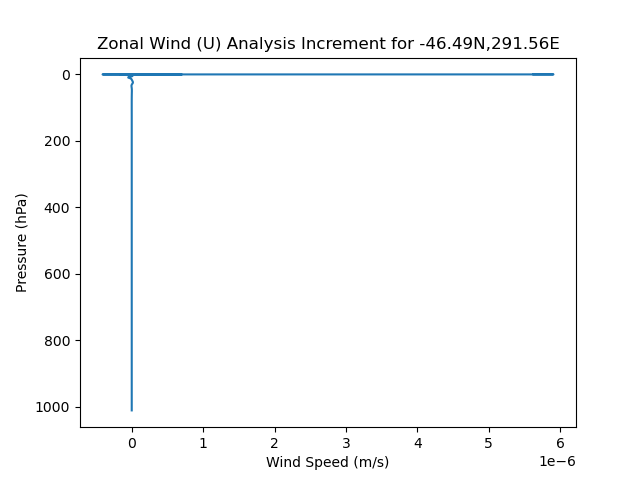 Zonal Wind (U) Analysis Increment for -46.49N,291.56E
0
200
400
600
800
1000
Pressure (hPa)
0 1 2 3 4 5 6
1e−6
Wind Speed (m/s)